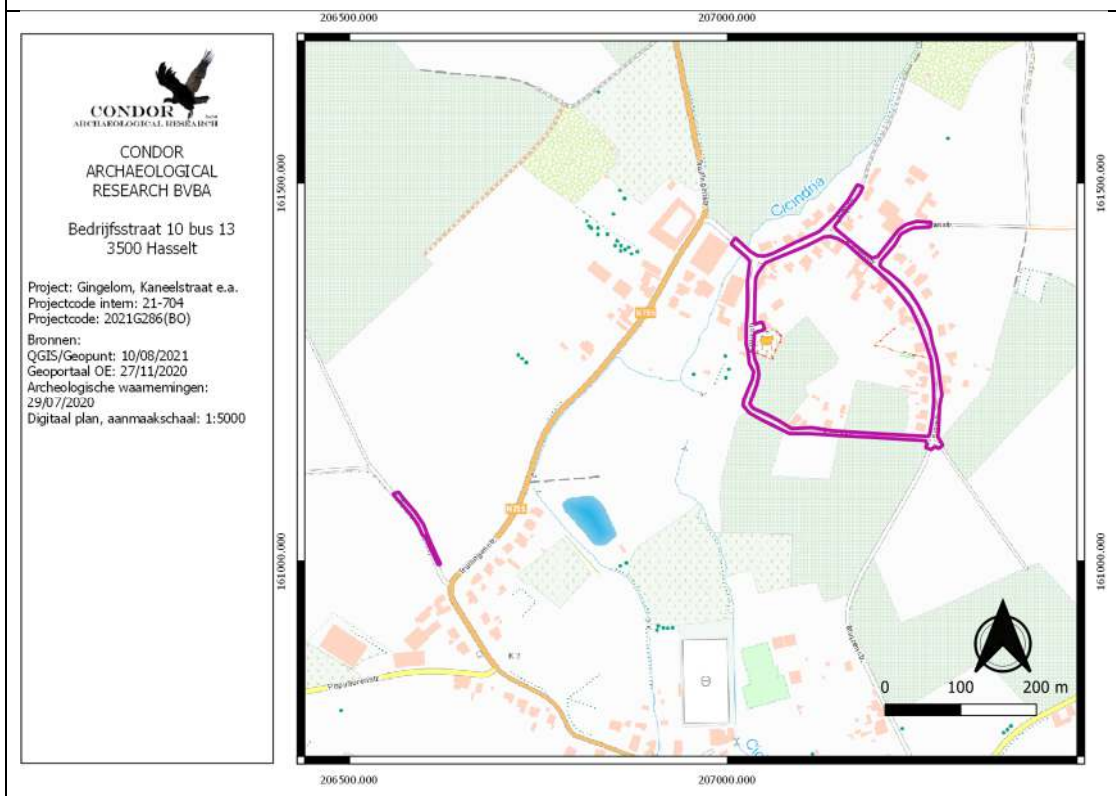 CONDOR
ARCHAEOLOGICAL RESEARCH
CONDOR
ARCHAEOLOGICAL
RESEARCH BVBA
Bedrijfsstraat 10 bus 13
3500 Hasselt
Project: Gingelom, Kaneelstraat e.a.
Projectcode intern: 21-704
Projectcode: 2021G286(BO)
Bronnen:
QGIS/Geopunt: 10/08/2021
Geoportaal OE: 27/11/2020
Archeologische waarnemingen:
29/07/2020
Digitaal plan, aanmaakschaal: 1:5000
206500.000
207000.000
161500.000
161500.000
Cicindria
N755
161000.000
161000.000
N755
Truilingenstr.
K 7
0 100 200 m
206500.000
207000.000